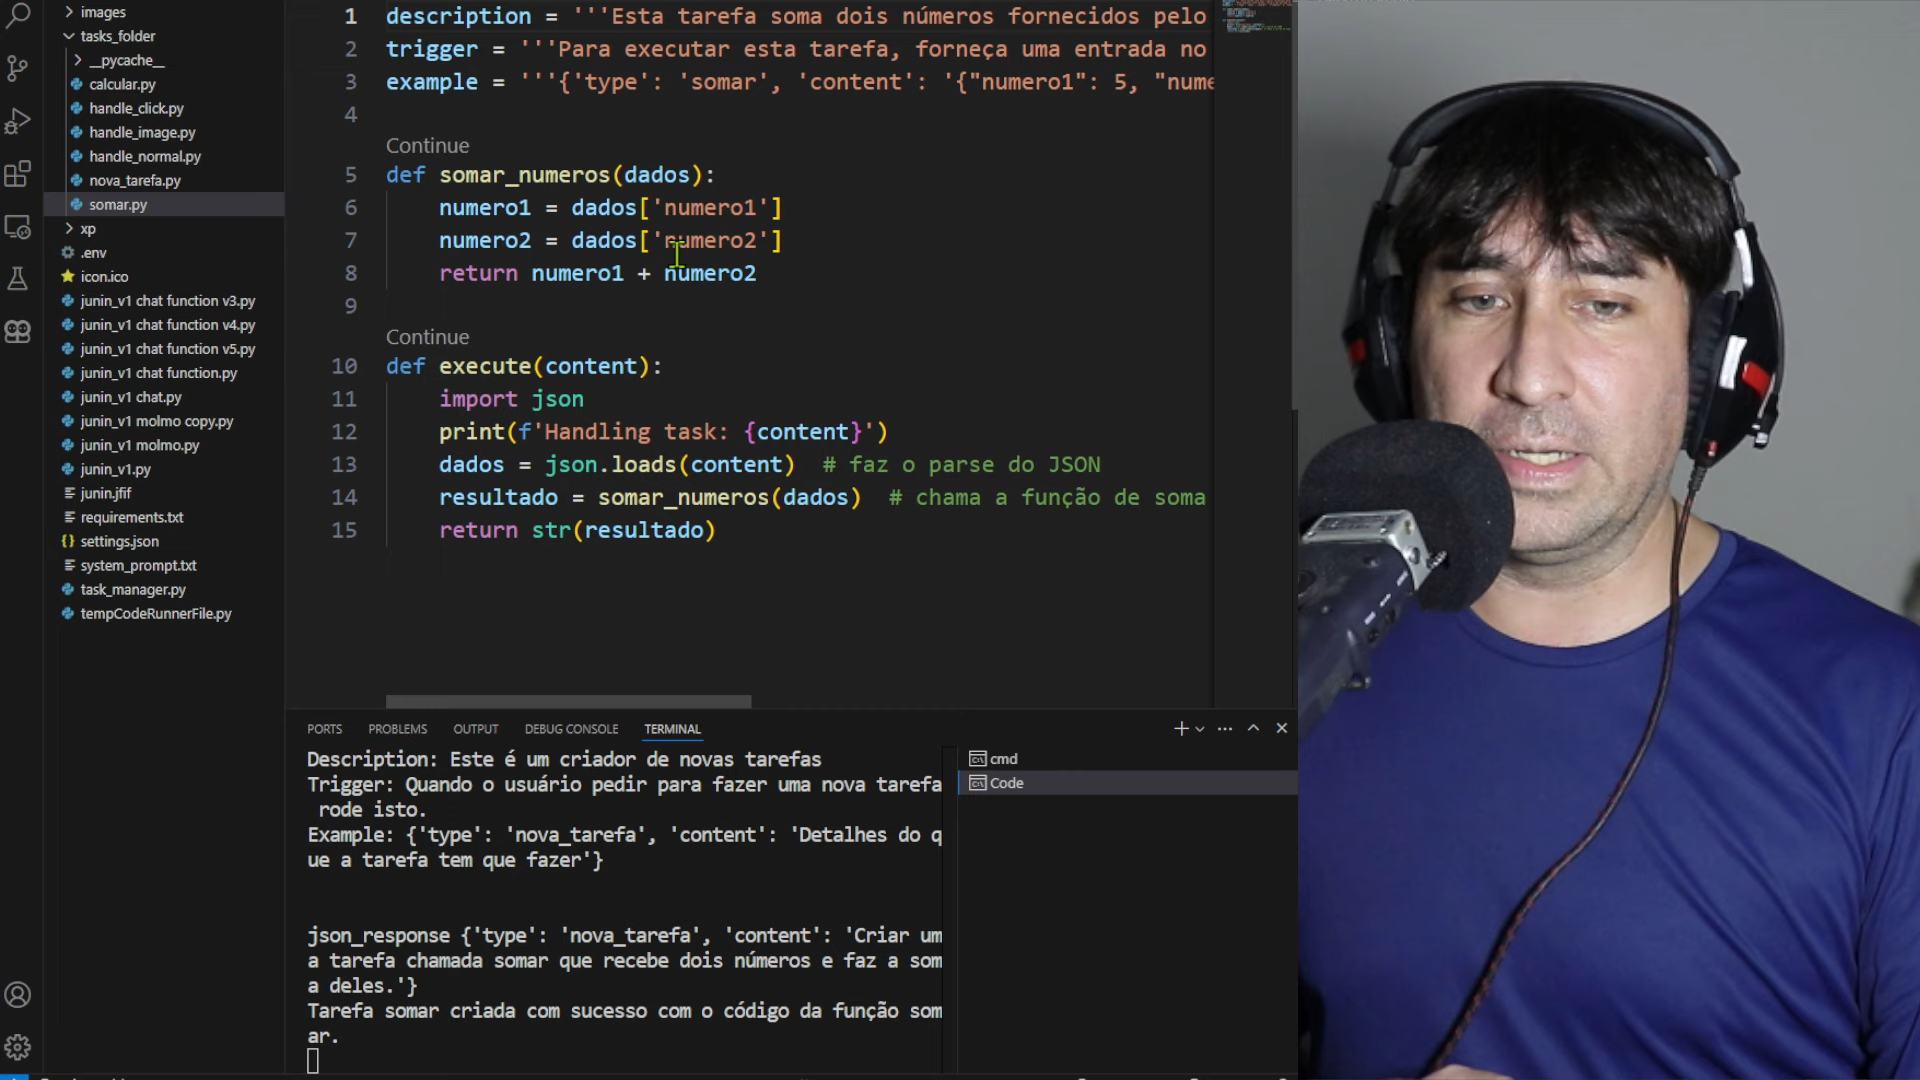 images
tasks_folder
__pycache__
calcular.py
handle_click.py
handle_image.py
handle_normal.py
nova_tarefa.py
somar.py
xp
.env
icon.ico
junin_v1 chat function v3.py
junin_v1 chat function v4.py
junin_v1 chat function v5.py
junin_v1 chat function.py
junin_v1 chat.py
junin_v1 molmo copy.py
junin_v1 molmo.py
junin_v1.py
junin.jfif
requirements.txt
settings.json
system_prompt.txt
task_manager.py
tempCodeRunnerFile.py
1 description = '''Esta tarefa soma dois números fornecidos pelo
2 trigger = '''Para executar esta tarefa, forneça uma entrada no
3 example = '''{'type': 'somar', 'content': '{"numero1": 5, "nume
4
Continue
5 def somar_numeros(dados):
6 numero1 = dados['numero1']
7 numero2 = dados['numero2']
8 return numero1 + numero2
9
Continue
10 def execute(content):
11 import json
12 print(f'Handling task: {content}')
13 dados = json.loads(content) # faz o parse do JSON
14 resultado = somar_numeros(dados) # chama a função de soma
15 return str(resultado)
PORTS PROBLEMS OUTPUT DEBUG CONSOLE TERMINAL
Description: Este é um criador de novas tarefas
Trigger: Quando o usuário pedir para fazer uma nova tarefa
rode isto.
Example: {'type': 'nova_tarefa', 'content': 'Detalhes do q
ue a tarefa tem que fazer'}
json_response {'type': 'nova_tarefa', 'content': 'Criar um
a tarefa chamada somar que recebe dois números e faz a som
a deles.'}
Tarefa somar criada com sucesso com o código da função som
ar.
cmd
Code